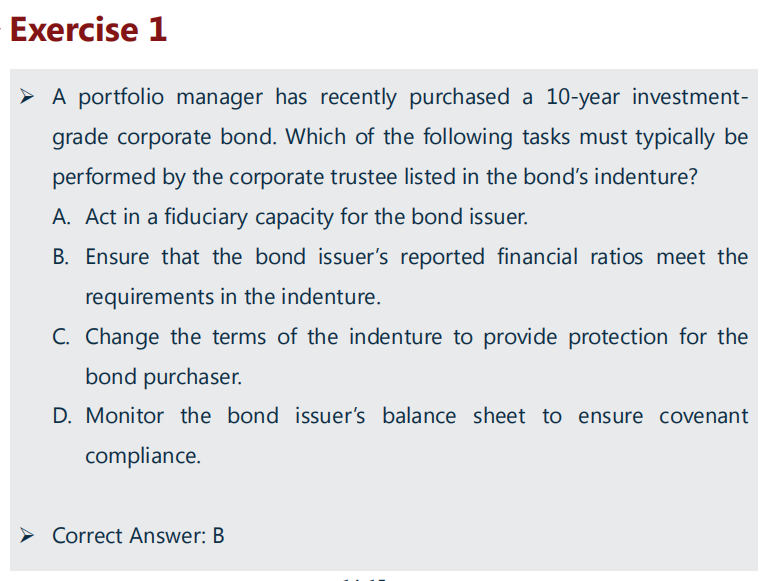 Exercise 1
➢ A portfolio manager has recently purchased a 10-year investment-
grade corporate bond. Which of the following tasks must typically be
performed by the corporate trustee listed in the bond's indenture?
A. Act in a fiduciary capacity for the bond issuer.
B. Ensure that the bond issuer's reported financial ratios meet the
requirements in the indenture.
C. Change the terms of the indenture to provide protection for the
bond purchaser.
D. Monitor the bond issuer's balance sheet to ensure covenant
compliance.
➢ Correct Answer: B